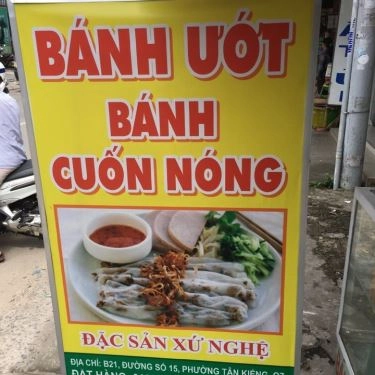 BÁNH ƯỚT
BÁNH
CUỐN NÓNG
ĐẶC SẢN XỨ NGHỆ
ĐỊA CHỈ: B21, ĐƯỜNG SỐ 15, PHƯỜNG TÂN KIỂNG, Q7
ĐẶT HÀNG